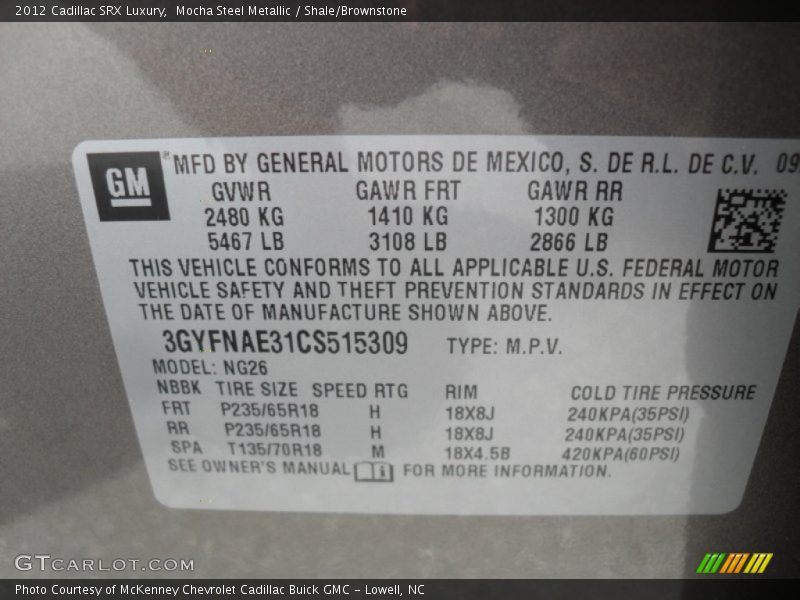 2012 Cadillac SRX Luxury, Mocha Steel Metallic / Shale/Brownstone
GM ® MFD BY GENERAL MOTORS DE MEXICO, S. DE R.L. DE C.V. 09
GVWR GAWR FRT GAWR RR
2480 KG 1410 KG 1300 KG
5467 LB 3108 LB 2866 LB
THIS VEHICLE CONFORMS TO ALL APPLICABLE U.S. FEDERAL MOTOR
VEHICLE SAFETY AND THEFT PREVENTION STANDARDS IN EFFECT ON
THE DATE OF MANUFACTURE SHOWN ABOVE.
3GYFNAE31CS515309 TYPE: M.P.V.
MODEL: NG26
NBBK TIRE SIZE SPEED RTG RIM COLD TIRE PRESSURE
FRT P235/65R18 H 18X8J 240KPA(35PSI)
RR P235/65R18 H 18X8J 240KPA(35PSI)
SPA T135/70R18 M 18X4.5B 420KPA(60PSI)
SEE OWNER'S MANUAL FOR MORE INFORMATION.
GTCARLOT.COM
Photo Courtesy of McKenney Chevrolet Cadillac Buick GMC - Lowell, NC